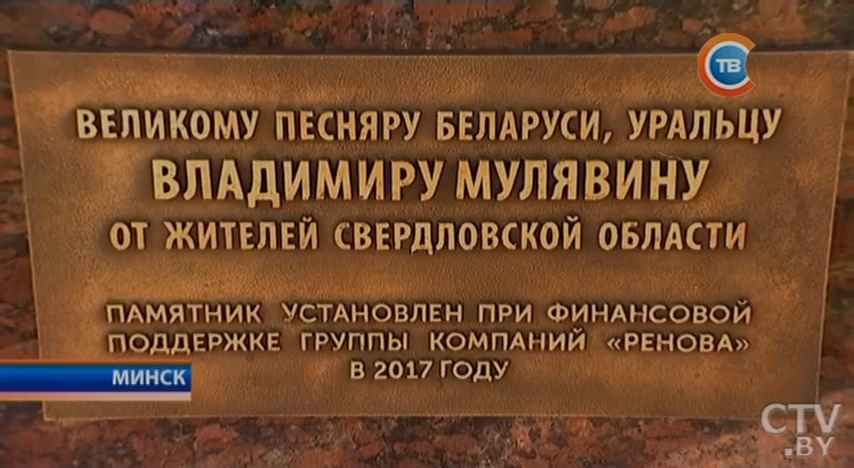 СТВ
ВЕЛИКОМУ ПЕСНЯРУ БЕЛАРУСИ, УРАЛЬЦУ
ВЛАДИМИРУ МУЛЯВИНУ
ОТ ЖИТЕЛЕЙ СВЕРДЛОВСКОЙ ОБЛАСТИ
ПАМЯТНИК УСТАНОВЛЕН ПРИ ФИНАНСОВОЙ
ПОДДЕРЖКЕ ГРУППЫ КОМПАНИЙ «РЕНОВА»
В 2017 ГОДУ
МИНСК
CTV
.BY